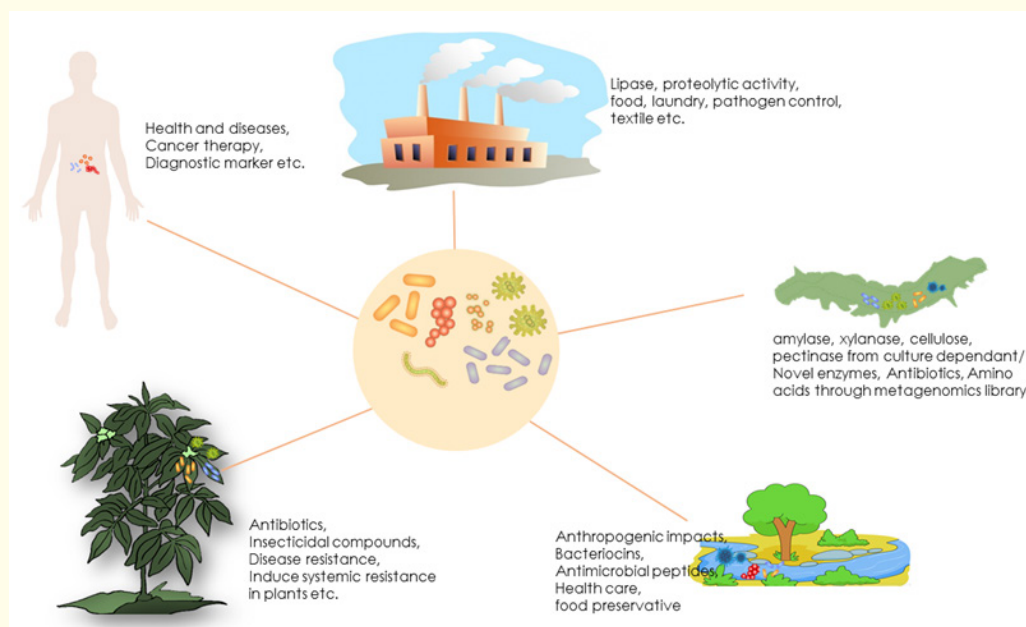 Health and diseases,
Cancer therapy,
Diagnostic marker etc.
Lipase, proteolytic activity,
food, laundry, pathogen control,
textile etc.
amylase, xylanase, cellulose,
pectinase from culture dependant/
Novel enzymes, Antibiotics, Amino
acids through metagenomics library
Antibiotics,
Insecticidal compounds,
Disease resistance,
Induce systemic resistance
in plants etc.
Anthropogenic impacts,
Bacteriocins,
Antimicrobial peptides,
Health care,
food preservative